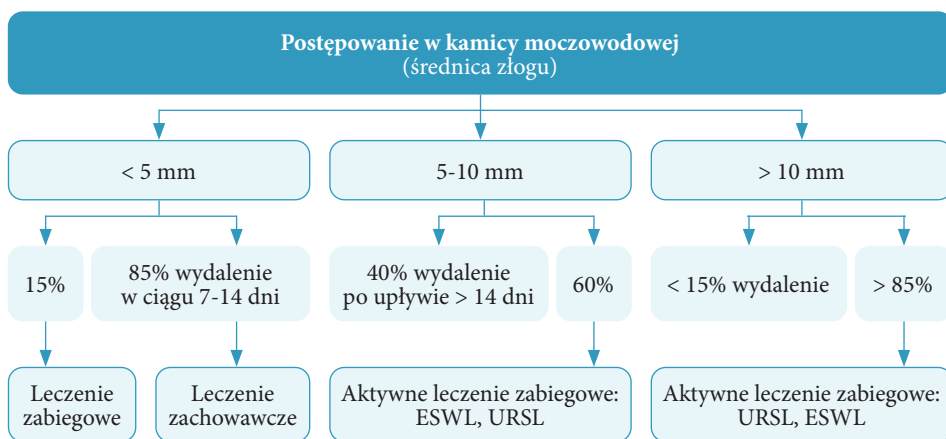 Postępowanie w kamicy moczowodowej
(średnica złogu)
< 5 mm
5-10 mm
> 10 mm
15%
85% wydalenie
w ciągu 7-14 dni
40% wydalenie
po upływie > 14 dni
60%
< 15% wydalenie
> 85%
Leczenie
zabiegowe
Leczenie
zachowawcze
Aktywne leczenie zabiegowe:
ESWL, URSL
Aktywne leczenie zabiegowe:
URSL, ESWL